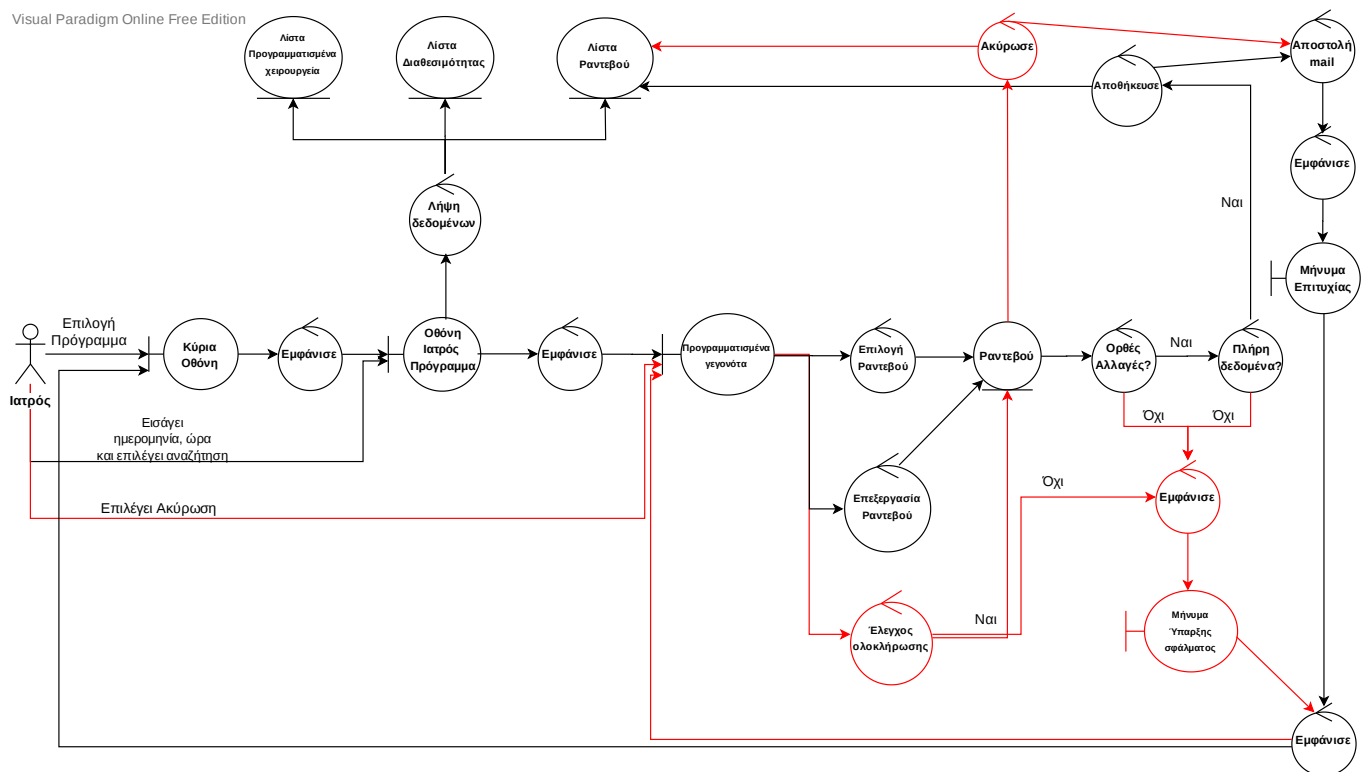 Visual Paradigm Online Free Edition
Λίστα
Προγραμματισμένα
χειρουργεία
Λίστα
Διαθεσιμότητας
Λίστα
Ραντεβού
Ακύρωσε
Αποθήκευσε
Αποστολή
mail
Εμφάνισε
Ναι
Λήψη
δεδομένων
Μήνυμα
Επιτυχίας
Επιλογή
Πρόγραμμα
Ιατρός
Κύρια
Οθόνη
Εμφάνισε
Οθόνη
Ιατρός
Πρόγραμμα
Εμφάνισε
Προγραμματισμένα
γεγονότα
Επιλογή
Ραντεβού
Ραντεβού
Ορθές
Αλλαγές?
Ναι
Πλήρη
δεδομένα?
Όχι
Όχι
Εισάγει
ημερομηνία, ώρα
και επιλέγει αναζήτηση
Επιλέγει Ακύρωση
Επεξεργασία
Ραντεβού
Όχι
Εμφάνισε
Έλεγχος
ολοκλήρωσης
Ναι
Μήνυμα
Ύπαρξης
σφάλματος
Εμφάνισε